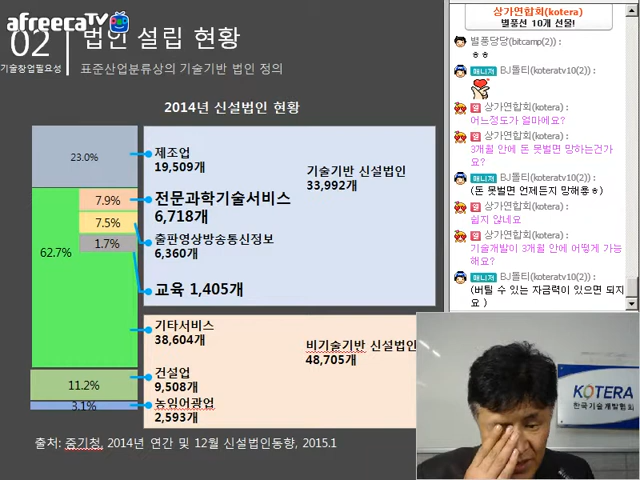 afreecaTV
02
법인 설립 현황
기술창업필요성
표준산업분류상의 기술기반 법인 정의
2014년 신설법인 현황
23.0%
제조업
19,509개
기술기반 신설법인
33,992개
7.9%
전문과학기술서비스
6,718개
7.5%
출판영상방송통신정보
6,360개
1.7%
62.7%
교육 1,405개
기타서비스
38,604개
비기술기반 신설법인
48,705개
건설업
9,508개
11.2%
농임어광업
2,593개
3.1%
출처: 중기청, 2014년 연간 및 12월 신설법인동향, 2015.1
상가연합회(kotera)
별풍선 10개 선물!
별풍당당(bitcamp(2)) :
ㅎㅎ
매니저 BJ돌티(koteratv10(2)) :
열 상가연합회(kotera) :
어느정도가 얼마에요?
열 상가연합회(kotera) :
3개월 안에 돈 못벌면 망하는건가
요?
매니저 BJ돌티(koteratv10(2)) :
(돈 못벌면 언제든지 망해용ㅎ)
열 상가연합회(kotera) :
쉽지 않네요
열 상가연합회(kotera) :
기술개발이 3개월 안에 어떻게 가능
해요?
매니저 BJ돌티(koteratv10(2)) :
(버틸 수 있는 자금력이 있으면 되지
요 )
KOTERA
한국기술개발협회